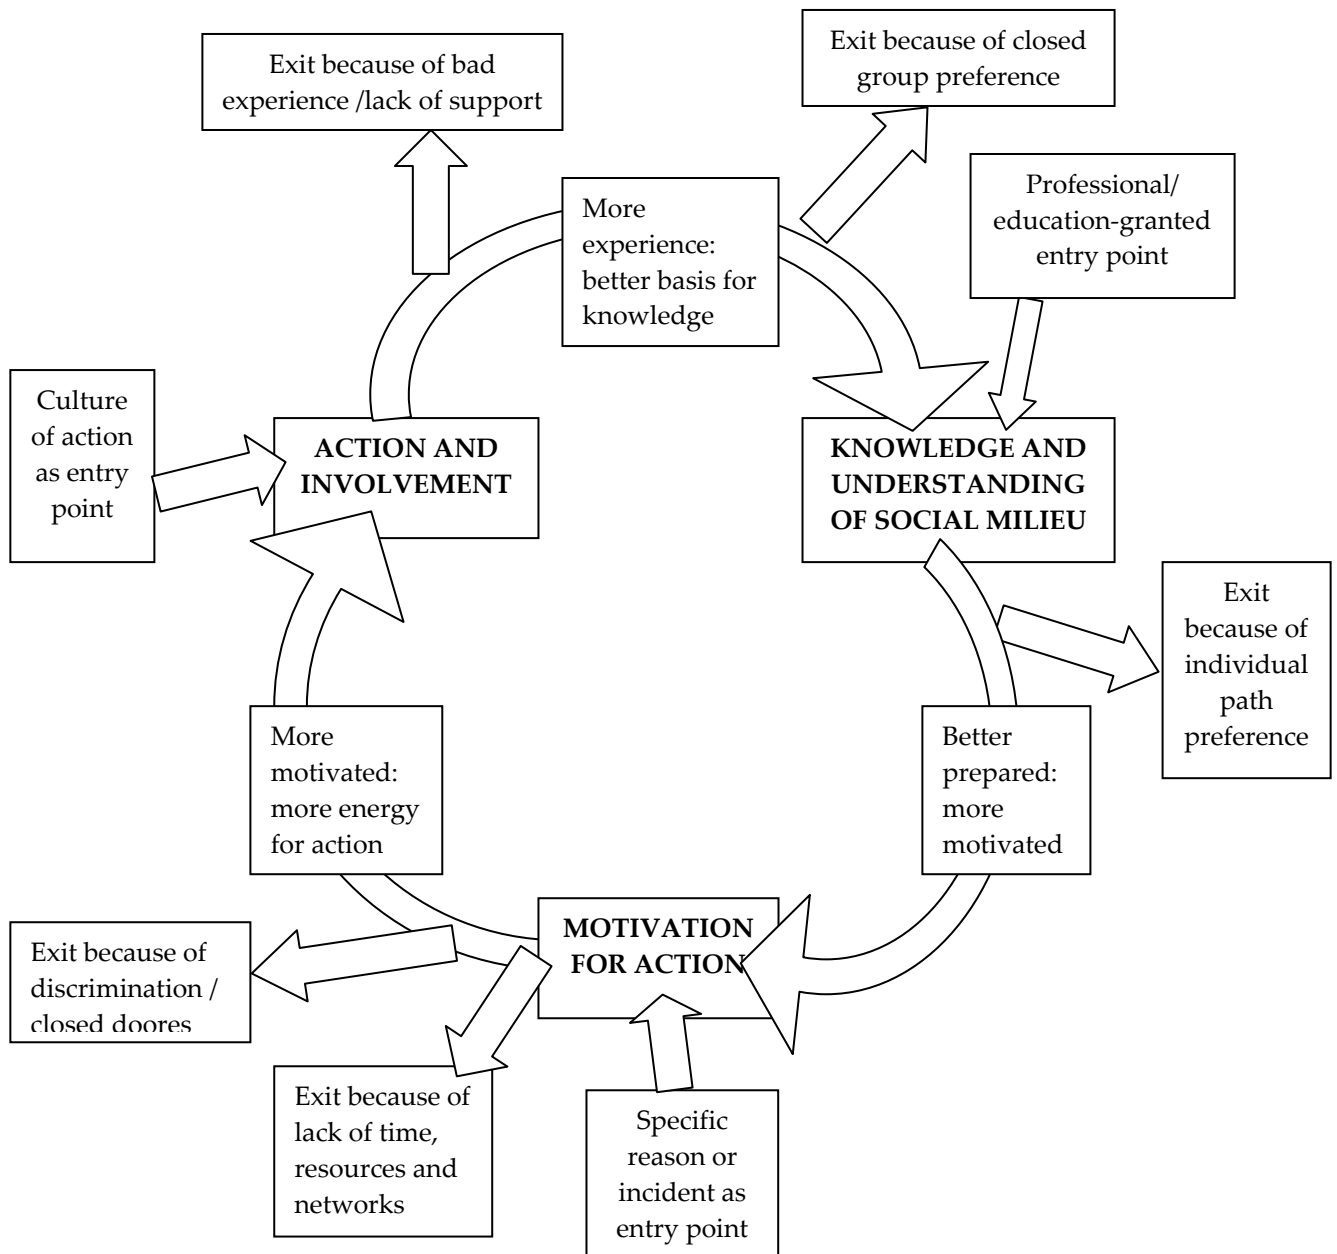 Exit because of bad
experience /lack of support
Exit because of closed
group preference
More
experience:
better basis for
knowledge
Professional/
education-granted
entry point
Culture
of action
as entry
point
ACTION AND
INVOLVEMENT
KNOWLEDGE AND
UNDERSTANDING
OF SOCIAL MILIEU
Exit
because of
individual
path
preference
More
motivated:
more energy
for action
Better
prepared:
more
motivated
MOTIVATION
FOR ACTION
Exit because of
discrimination /
closed doores
Exit because of
lack of time,
resources and
networks
Specific
reason or
incident as
entry point